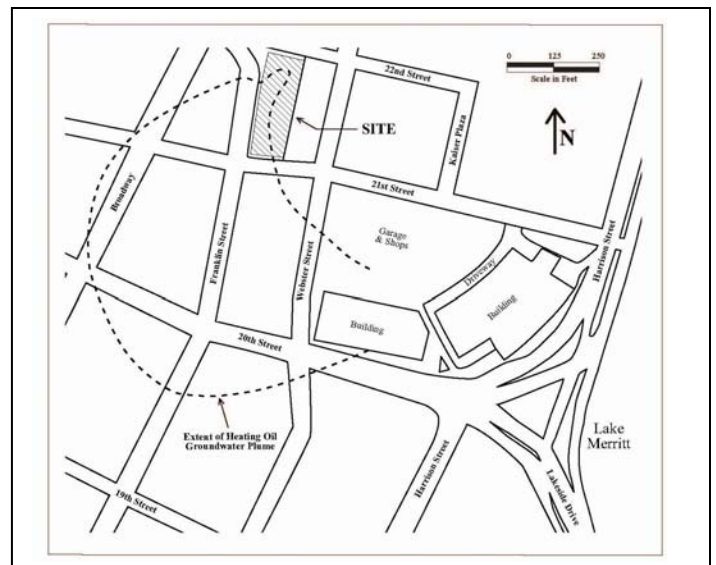 0 125 250
Scale in Feet
22nd Street
SITE
N
Kaiser Plaza
21st Street
Broadway
Franklin Street
Webster Street
Garage
& Shops
Harrison Street
Driveway
Building
Building
20th Street
Extent of Heating Oil
Groundwater Plume
Lake
Merritt
Harrison Street
19th Street
Lakeside Drive